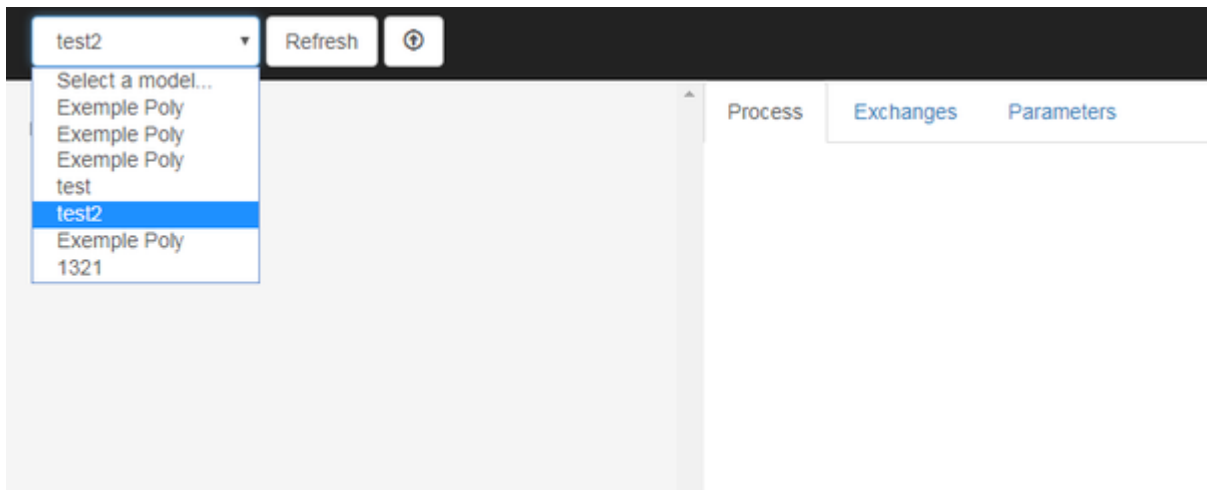 test2 Refresh
Select a model...
Exemple Poly
Exemple Poly
Exemple Poly
test
test2
Exemple Poly
1321
Process Exchanges Parameters